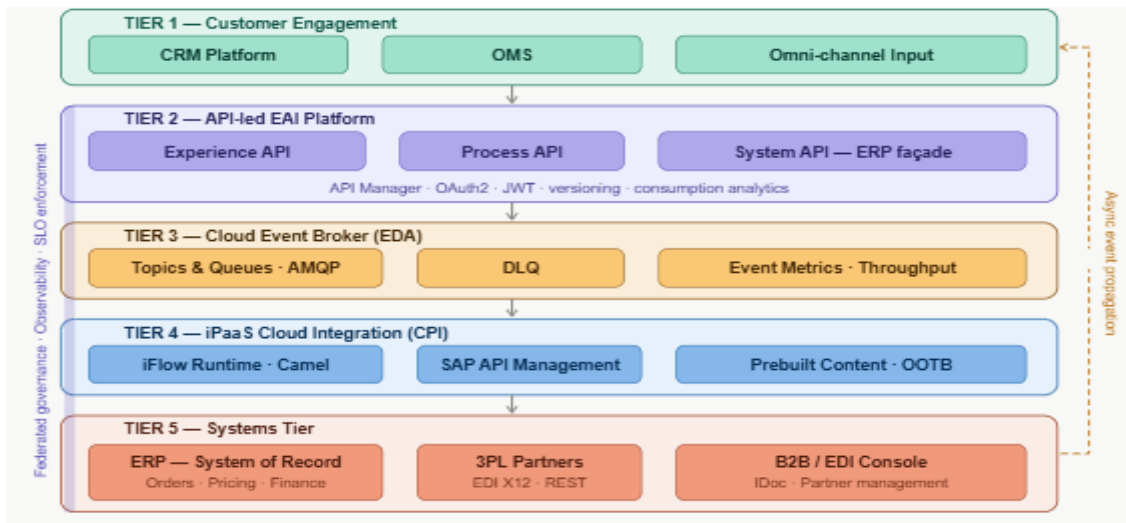 TIER 1 — Customer Engagement
CRM Platform
OMS
Omni-channel Input
TIER 2 — API-led EAI Platform
Experience API
Process API
System API — ERP façade
API Manager · OAuth2 · JWT · versioning · consumption analytics
TIER 3 — Cloud Event Broker (EDA)
Topics & Queues · AMQP
DLQ
Event Metrics · Throughput
TIER 4 — iPaaS Cloud Integration (CPI)
iFlow Runtime · Camel
SAP API Management
Prebuilt Content · OOTB
TIER 5 — Systems Tier
ERP — System of Record
Orders · Pricing · Finance
3PL Partners
EDI X12 · REST
B2B / EDI Console
IDoc · Partner management
Federated governance · Observability · SLO enforcement
Async event propagation